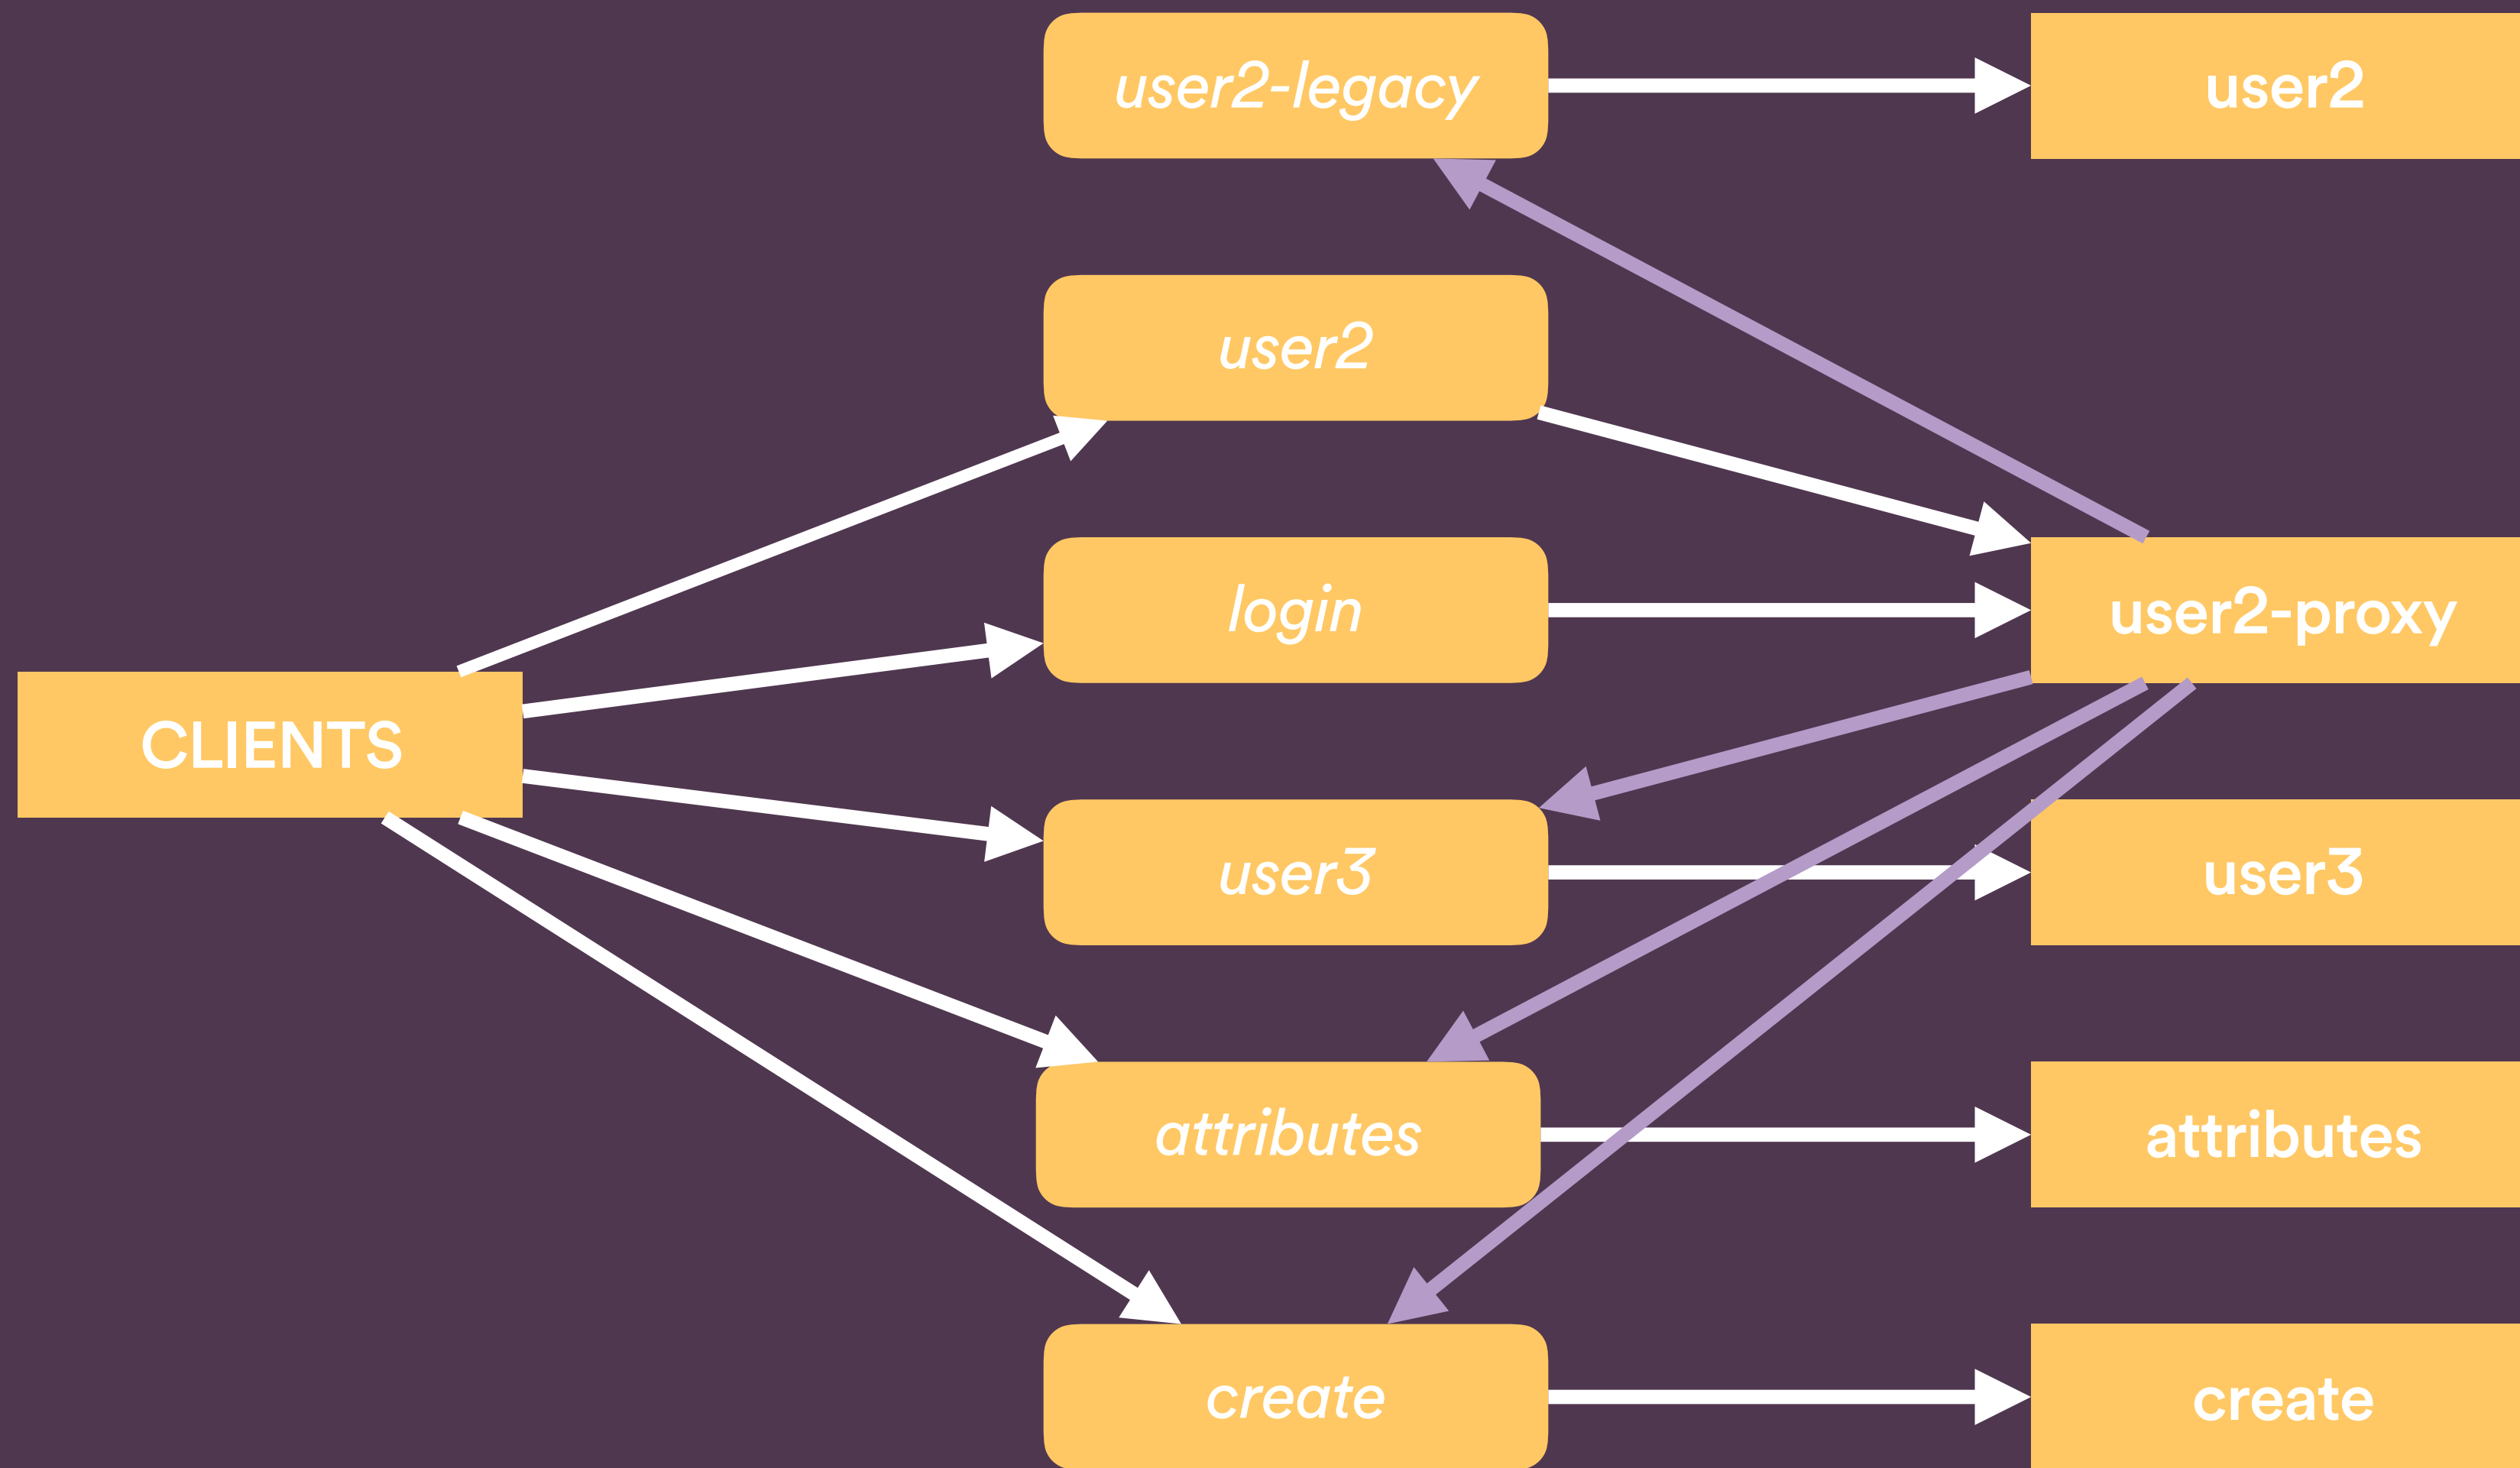 user2-legacy
user2
user2
login
user2-proxy
CLIENTS
user3
user3
attributes
attributes
create
create